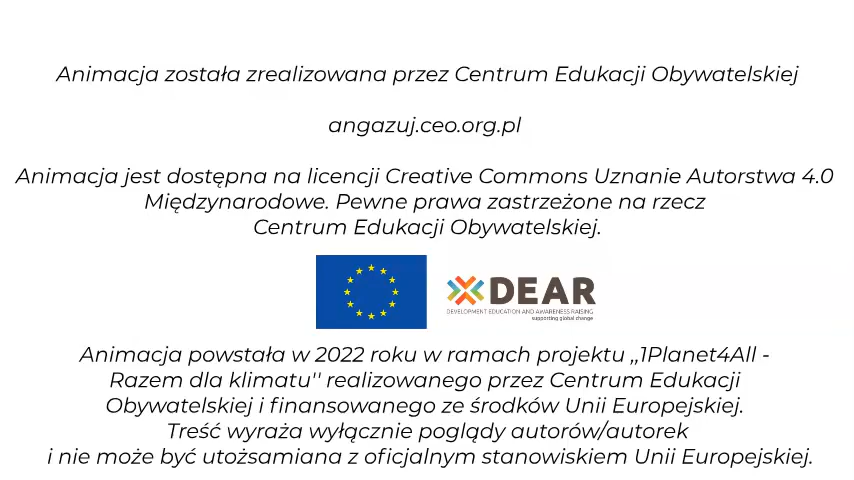 Animacja została zrealizowana przez Centrum Edukacji Obywatelskiej
angazuj.ceo.org.pl
Animacja jest dostępna na licencji Creative Commons Uznanie Autorstwa 4.0
Międzynarodowe. Pewne prawa zastrzeżone na rzecz
Centrum Edukacji Obywatelskiej.
DEAR
DEVELOPMENT EDUCATION AND AWARENESS RAISING
supporting global change
Animacja powstała w 2022 roku w ramach projektu ,,1Planet4All -
Razem dla klimatu'' realizowanego przez Centrum Edukacji
Obywatelskiej i finansowanego ze środków Unii Europejskiej.
Treść wyraża wyłącznie poglądy autorów/autorek
i nie może być utożsamiana z oficjalnym stanowiskiem Unii Europejskiej.